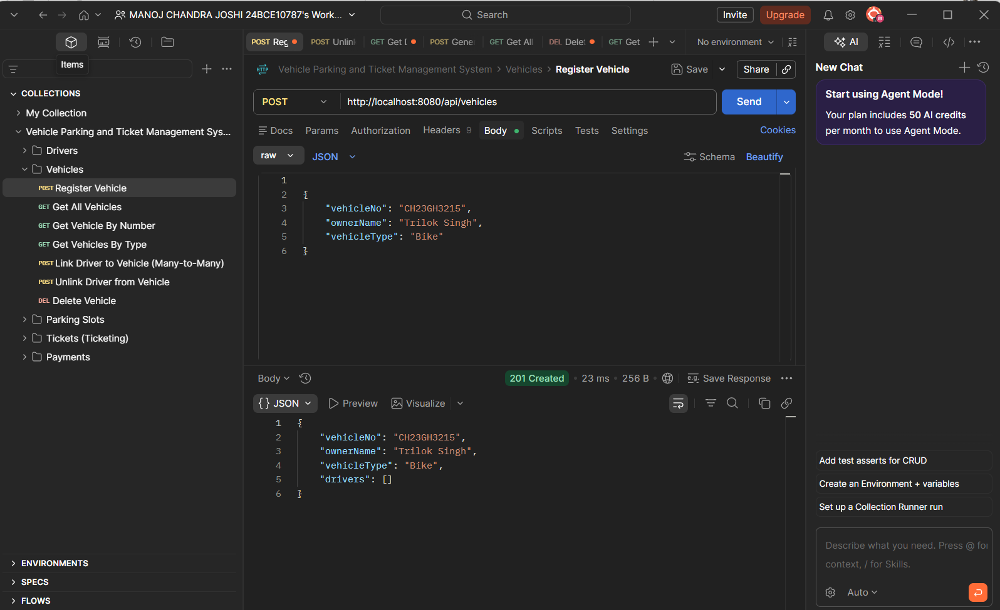 MANOJ CHANDRA JOSHI 24BCE10787's Work...
Search
Invite
Upgrade
M
Items
COLLECTIONS
My Collection
Vehicle Parking and Ticket Management Sys...
Drivers
Vehicles
POST Register Vehicle
GET Get All Vehicles
GET Get Vehicle By Number
GET Get Vehicles By Type
POST Link Driver to Vehicle (Many-to-Many)
POST Unlink Driver from Vehicle
DEL Delete Vehicle
Parking Slots
Tickets (Ticketing)
Payments
ENVIRONMENTS
SPECS
FLOWS
POST Reg
POST Unlin
GET Get
POST Gene
GET Get All
DEL Dele
GET Get
No environment
HTTP Vehicle Parking and Ticket Management System > Vehicles > Register Vehicle
Save
Share
POST http://localhost:8080/api/vehicles
Send
Docs Params Authorization Headers 9 Body Scripts Tests Settings
Cookies
raw JSON
Schema Beautify
1
2 {
3 "vehicleNo": "CH23GH3215",
4 "ownerName": "Trilok Singh",
5 "vehicleType": "Bike"
6 }
Body
201 Created • 23 ms • 256 B •
e.g. Save Response
{} JSON Preview Visualize
1 {
2 "vehicleNo": "CH23GH3215",
3 "ownerName": "Trilok Singh",
4 "vehicleType": "Bike",
5 "drivers": []
6 }
AI
New Chat
Start using Agent Mode!
Your plan includes 50 AI credits
per month to use Agent Mode.
Add test asserts for CRUD
Create an Environment + variables
Set up a Collection Runner run
Describe what you need. Press @ for
context, / for Skills.
Auto